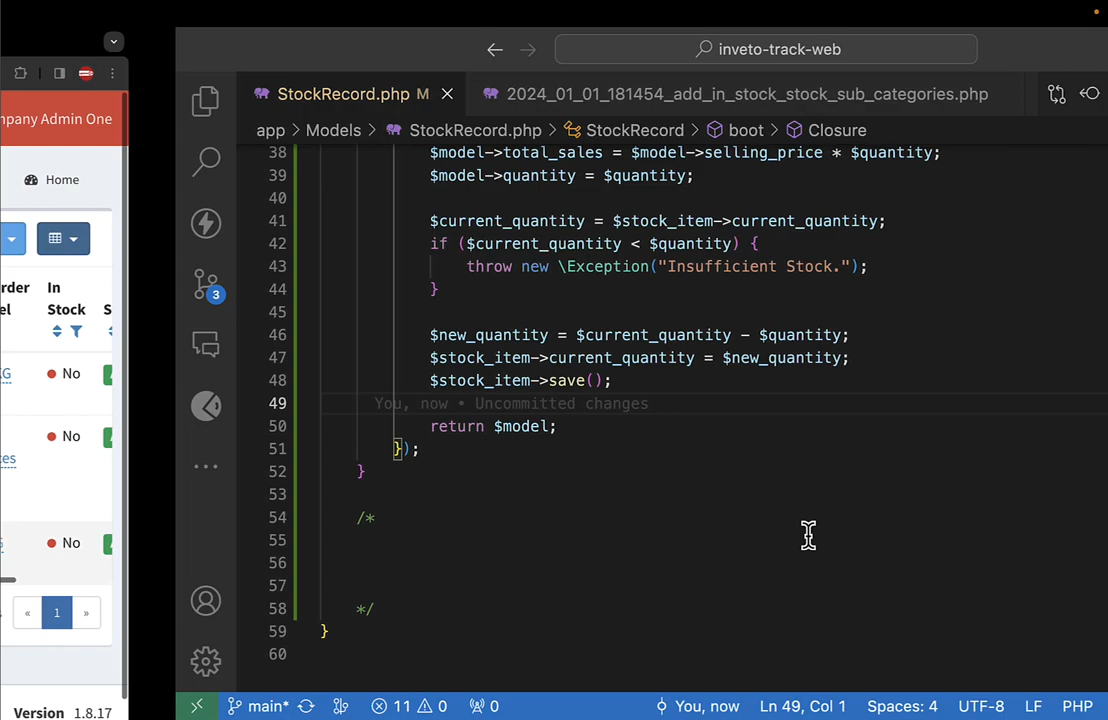 inveto-track-web
mpany Admin One
Home
StockRecord.php M
2024_01_01_181454_add_in_stock_stock_sub_categories.php
app > Models > StockRecord.php > StockRecord > boot > Closure
38 $model->total_sales = $model->selling_price * $quantity;
39 $model->quantity = $quantity;
40
41 $current_quantity = $stock_item->current_quantity;
42 if ($current_quantity < $quantity) {
43 throw new \Exception("Insufficient Stock.");
44 }
45
46 $new_quantity = $current_quantity - $quantity;
47 $stock_item->current_quantity = $new_quantity;
48 $stock_item->save();
49 You, now • Uncommitted changes
50 return $model;
51 });
52 }
53
54 /*
55
56
57
58 */
59 }
60
rder In
el Stock S
G No
No
ces
No
3
« 1 »
Version 1.8.17
main* 11 0 0 You, now Ln 49, Col 1 Spaces: 4 UTF-8 LF PHP